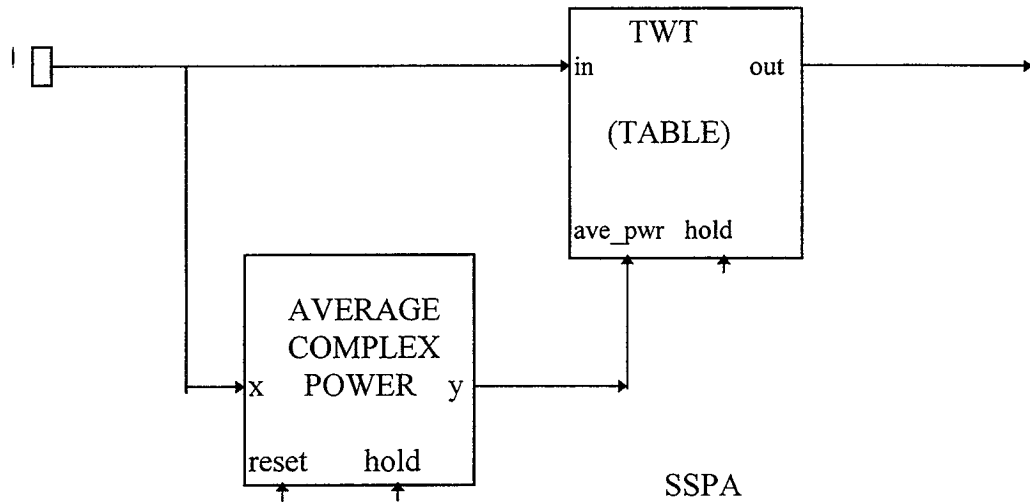 TWT
in out
(TABLE)
ave_pwr hold
AVERAGE
COMPLEX
x POWER y
reset hold
SSPA